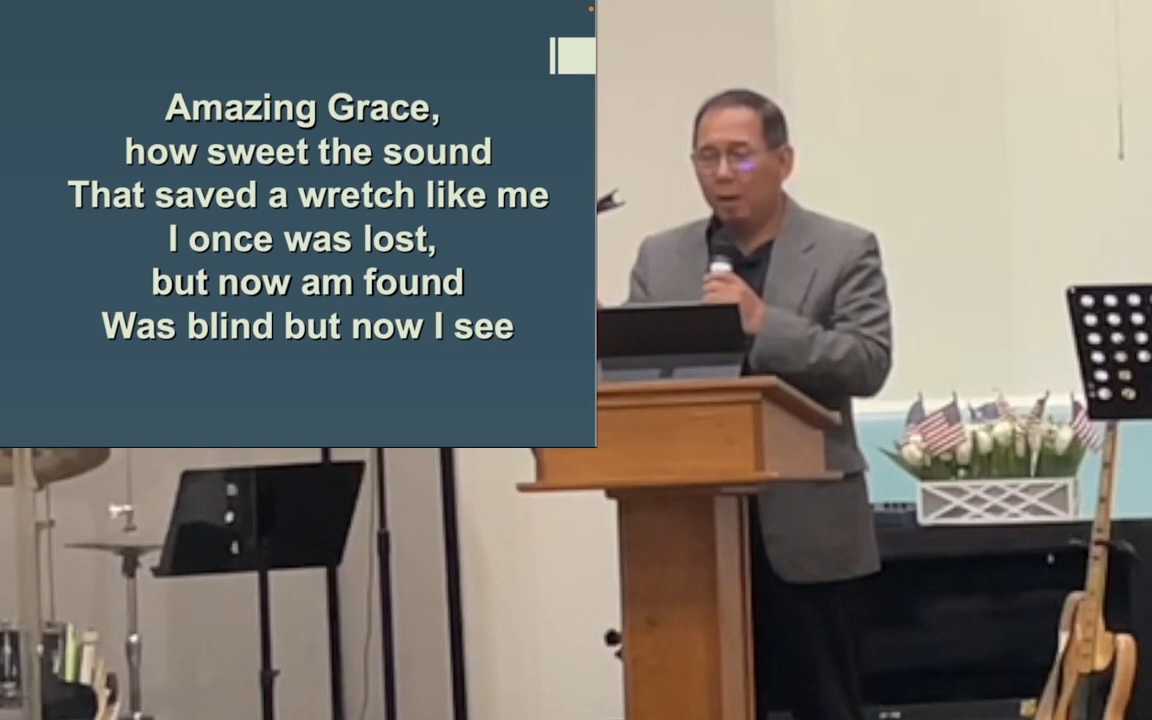 Amazing Grace,
how sweet the sound
That saved a wretch like me
I once was lost,
but now am found
Was blind but now I see